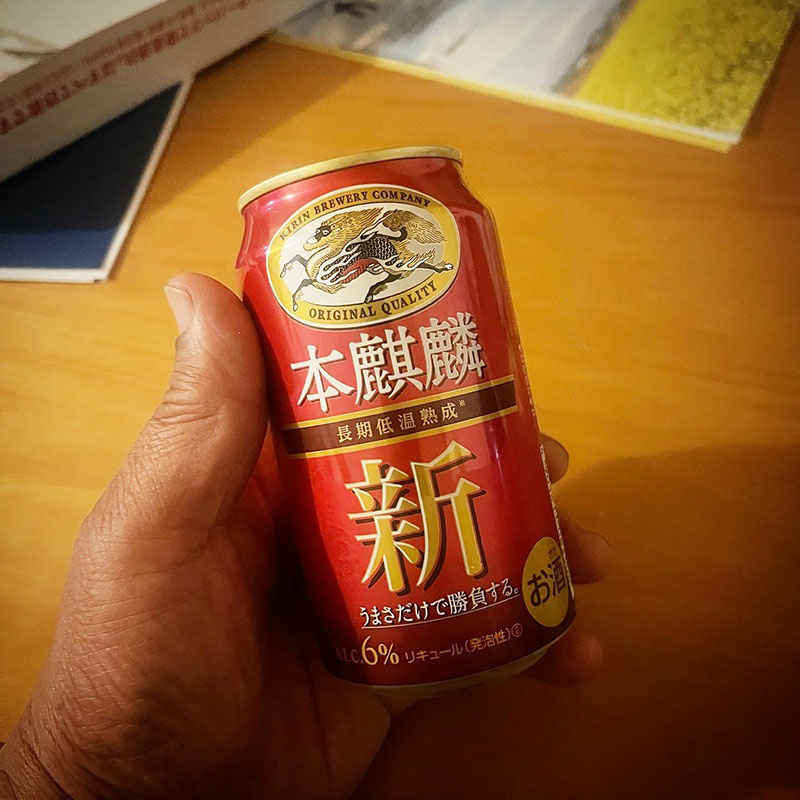 KIRIN BREWERY COMPANY
ORIGINAL QUALITY
本麒麟
長期低温熟成※
新
うまさだけで勝負する。
お酒
ALC.6% リキュール(発泡性)②